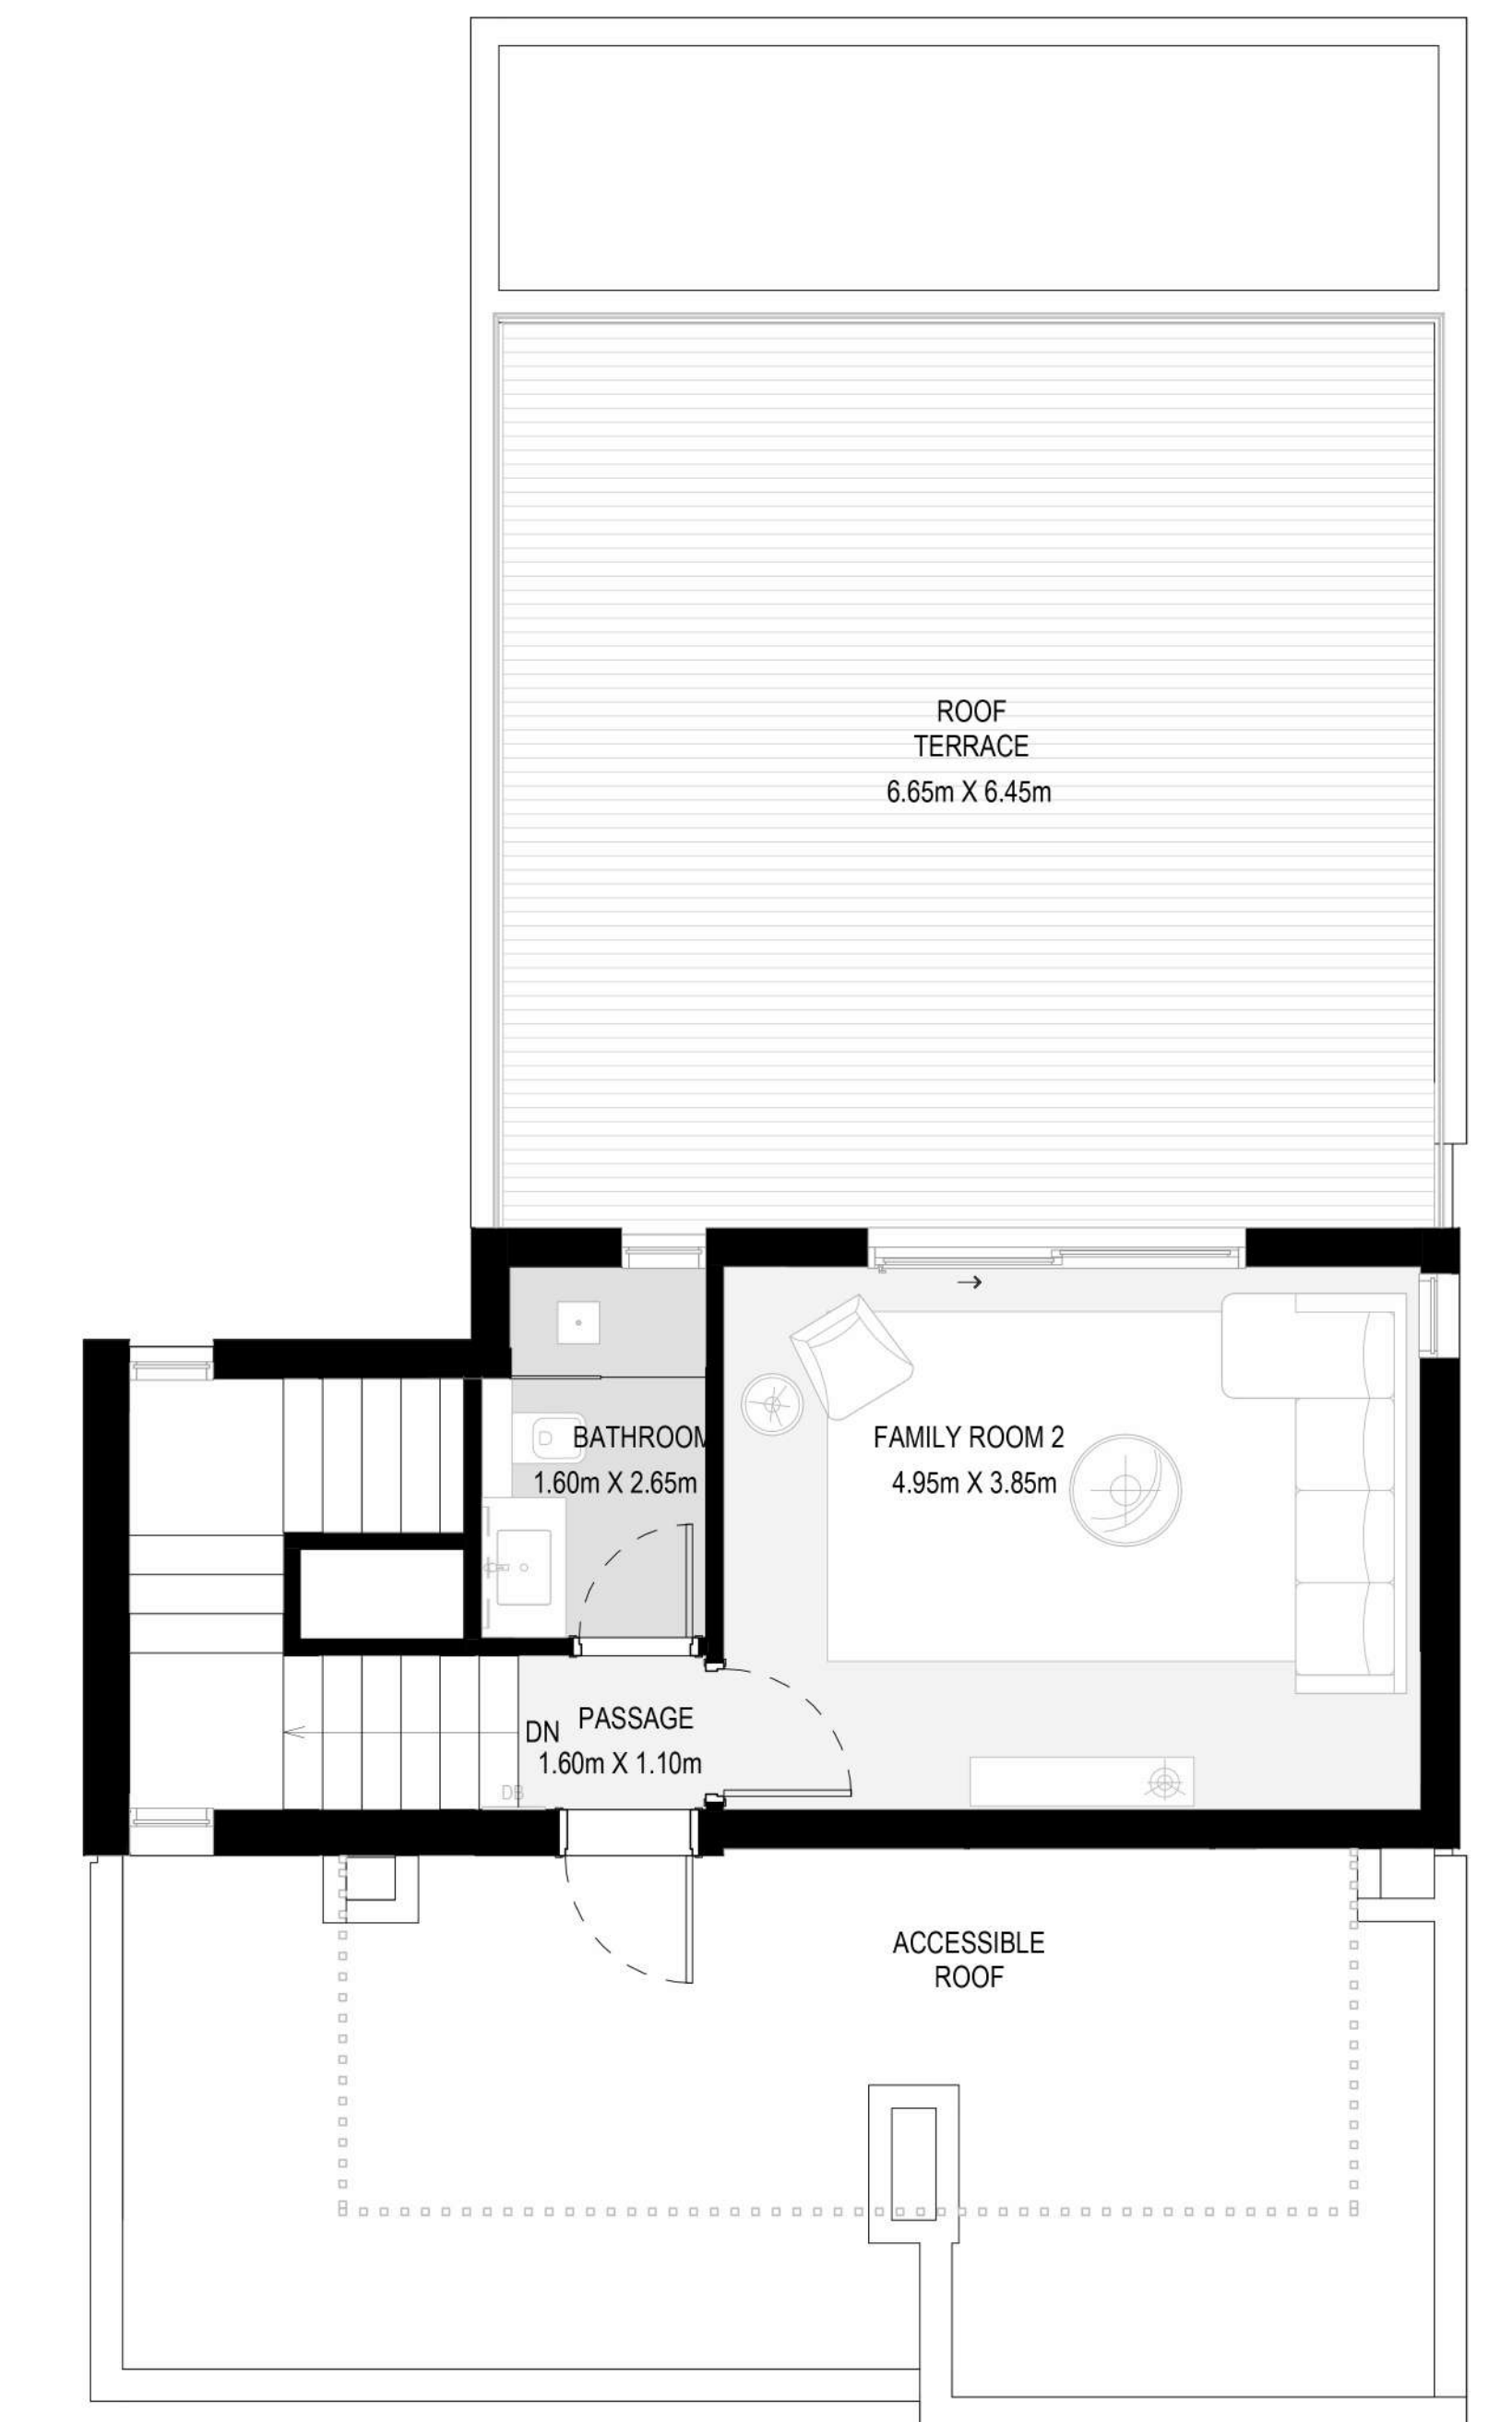 ROOF
TERRACE
6.65m X 6.45m
BATHROOM
1.60m X 2.65m
FAMILY ROOM 2
4.95m X 3.85m
PASSAGE
DN
1.60m X 1.10m
DB
ACCESSIBLE
ROOF